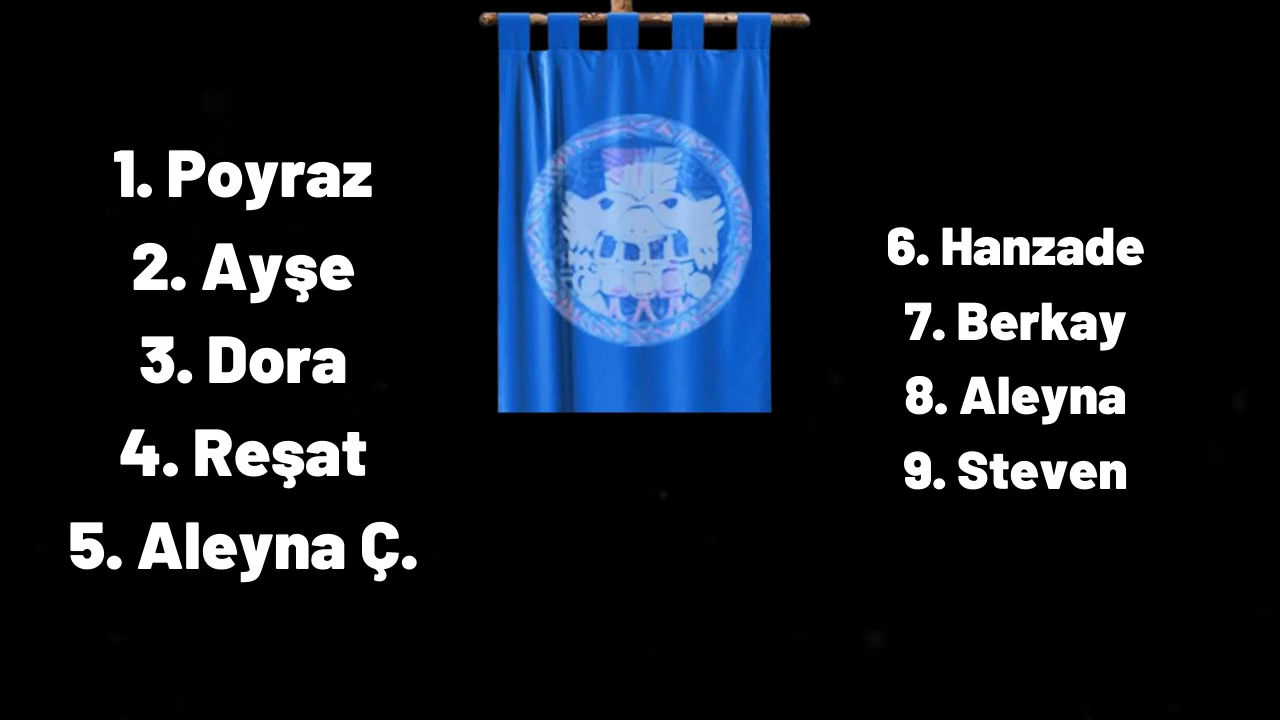 1. Poyraz
2. Ayşe
3. Dora
4. Reşat
5. Aleyna Ç.
6. Hanzade
7. Berkay
8. Aleyna
9. Steven